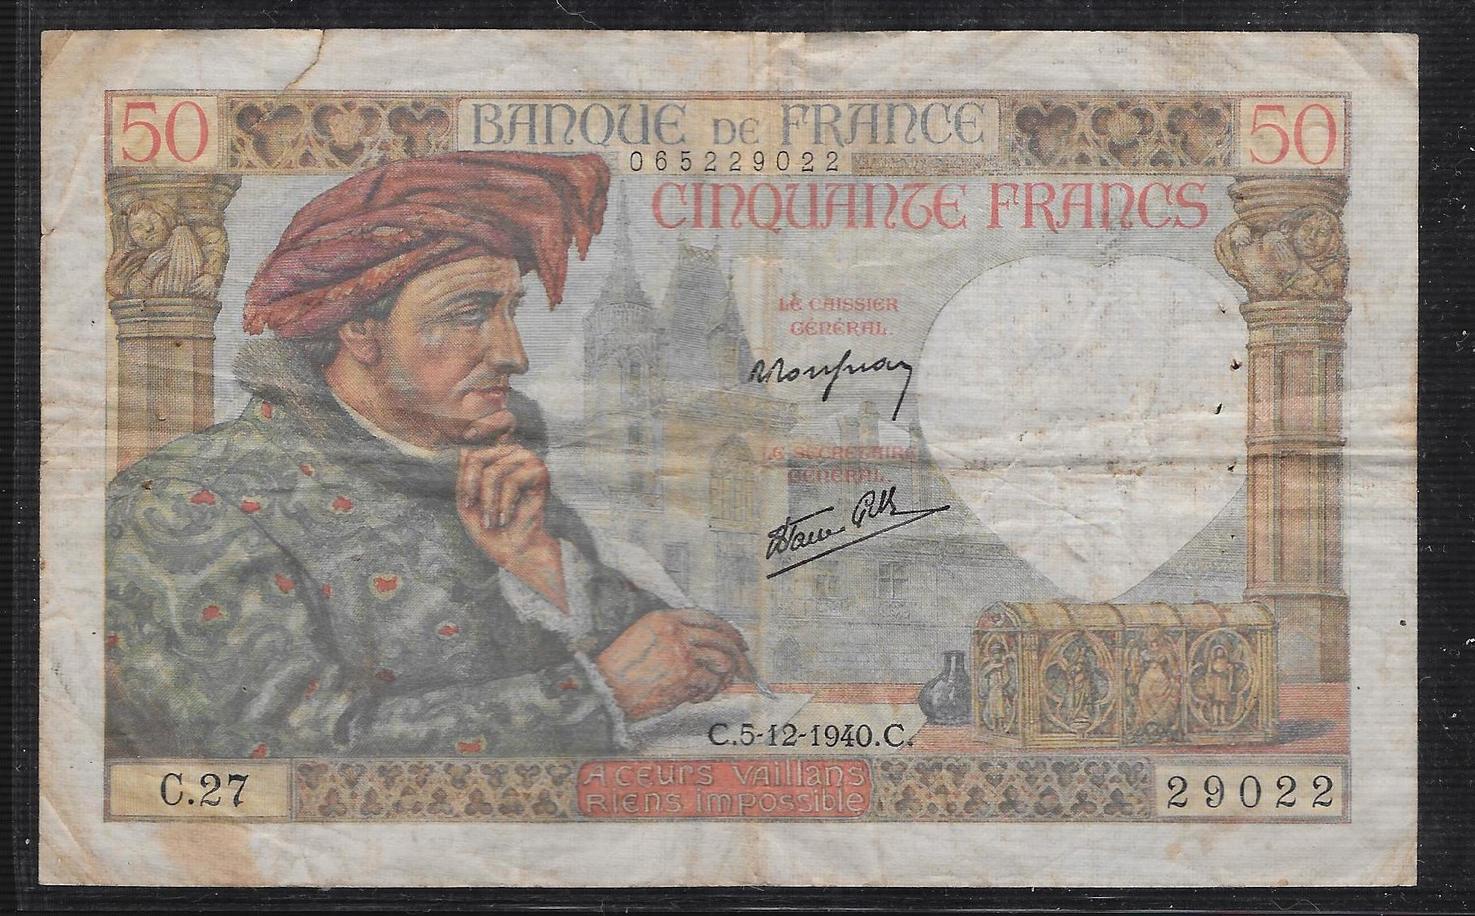 50 BANQUE DE FRANCE 50
065229022
CINQUANTE FRANCS
LE CAISSIER
GÉNÉRAL.
LE SECRÉTAIRE
GÉNÉRAL
C.5-12-1940.C.
C.27
A CŒURS VAILLANS
RIENS IMPOSSIBLE
29022